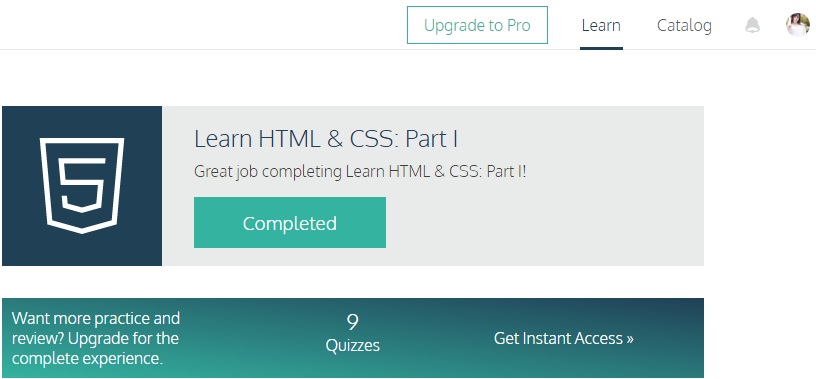 Upgrade to Pro
Learn
Catalog
Learn HTML & CSS: Part I
Great job completing Learn HTML & CSS: Part I!
Completed
Want more practice and
review? Upgrade for the
complete experience.
9
Quizzes
Get Instant Access »